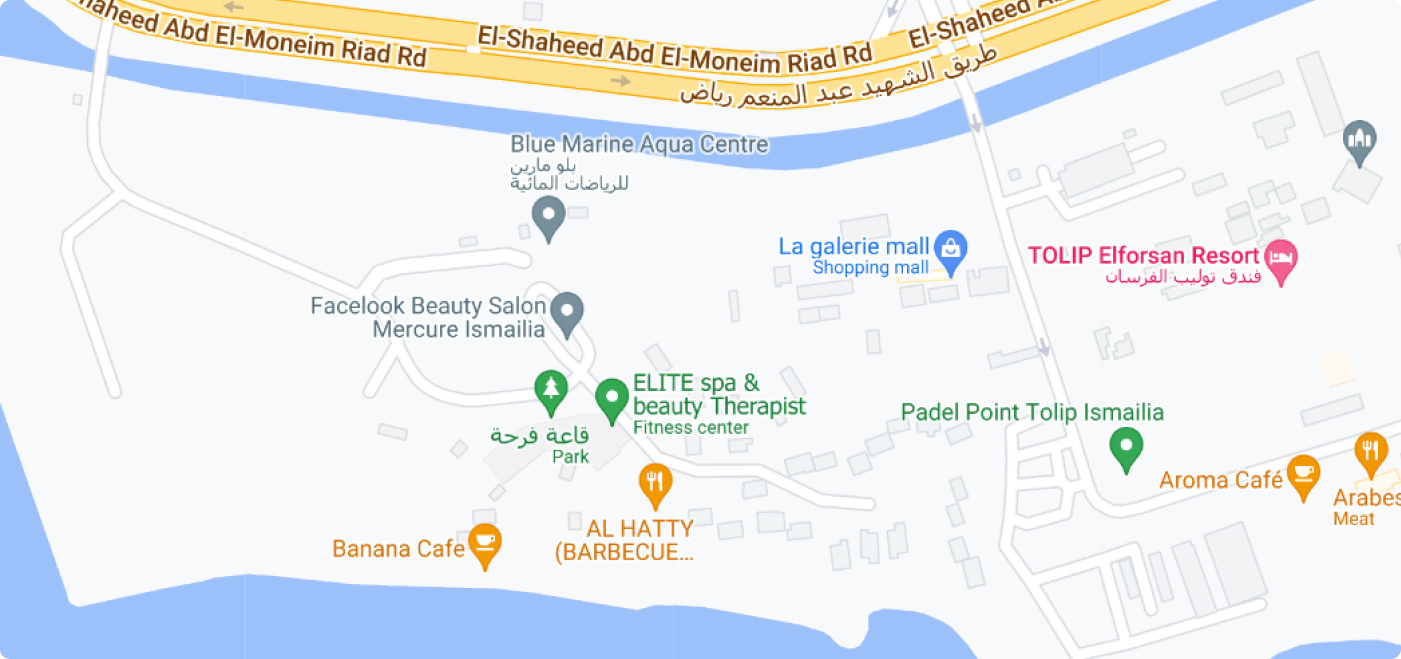 haheed Abd El-Moneim Riad Rd
El-Shaheed Abd El-Moneim Riad Rd
El-Shaheed A
طريق الشهيد عبد المنعم رياض
Blue Marine Aqua Centre
بلو مارين
للرياضات المائية
La galerie mall
Shopping mall
TOLIP Elforsan Resort
فندق توليب الفرسان
Facelook Beauty Salon
Mercure Ismailia
ELITE spa &
beauty Therapist
Fitness center
قاعة فرحة
Park
Padel Point Tolip Ismailia
Aroma Café
Arabes
Meat
AL HATTY
(BARBECUE...
Banana Cafe